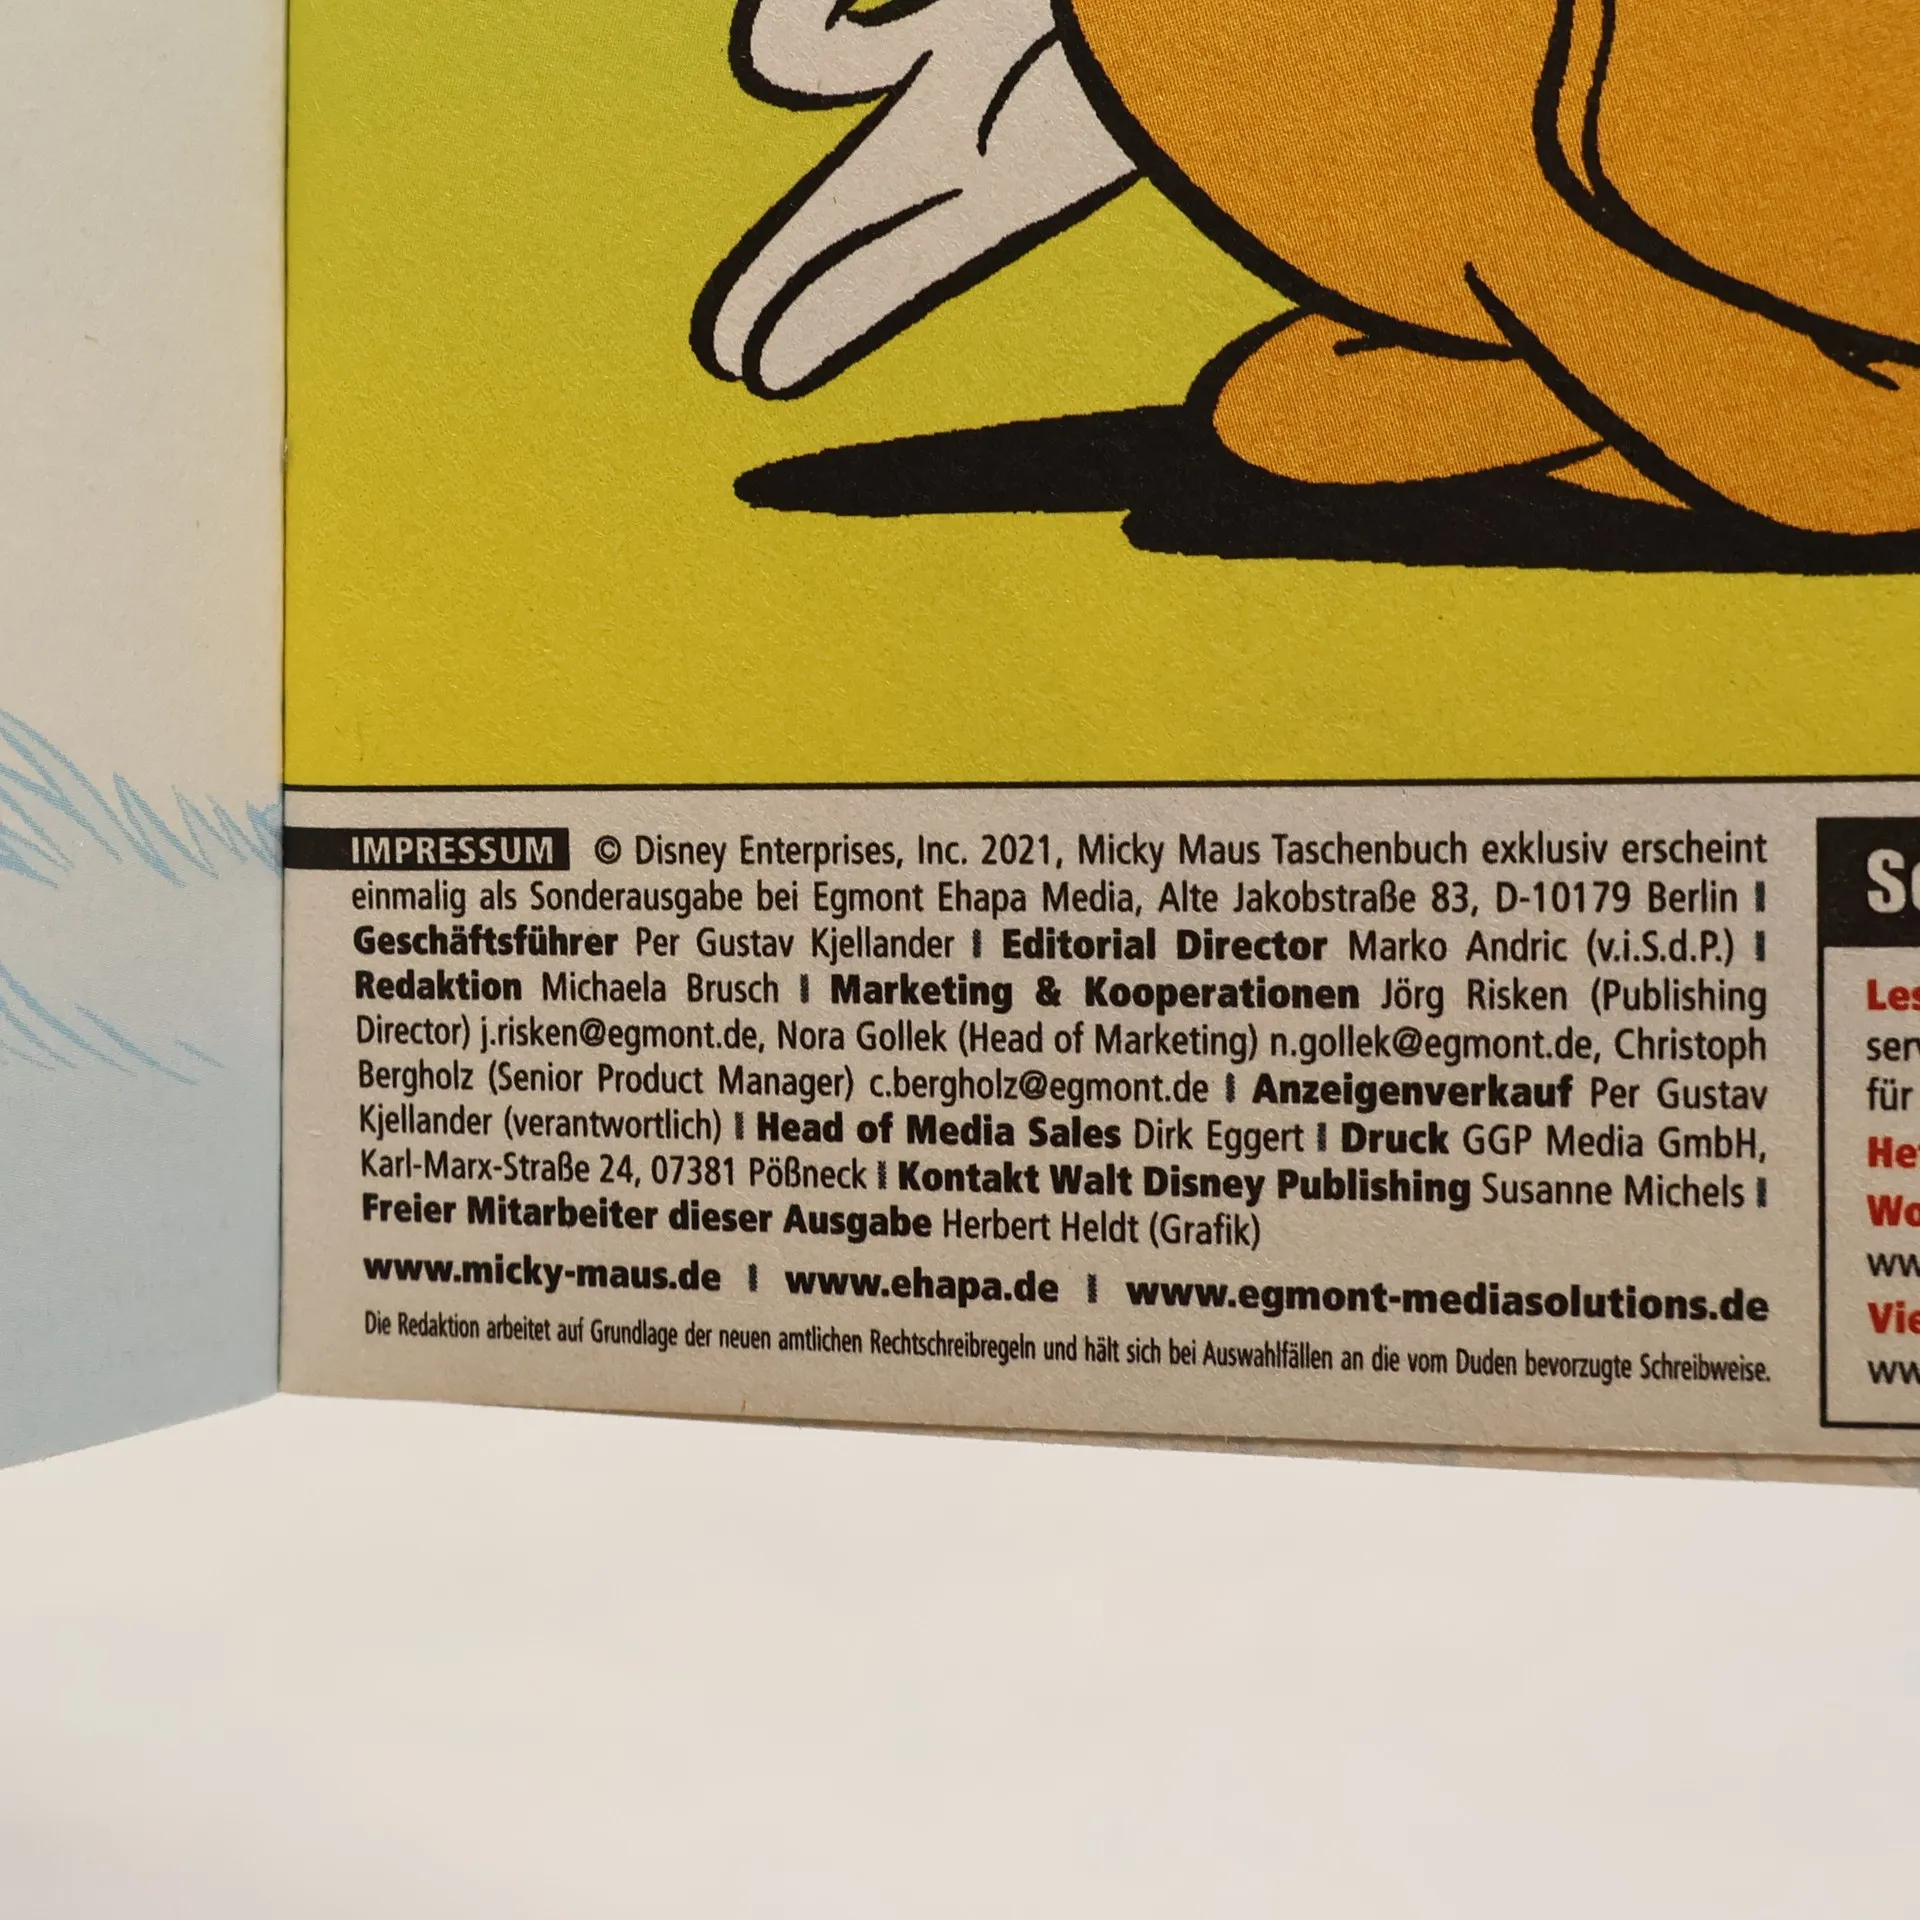 IMPRESSUM © Disney Enterprises, Inc. 2021, Micky Maus Taschenbuch exklusiv erscheint
einmalig als Sonderausgabe bei Egmont Ehapa Media, Alte Jakobstraße 83, D-10179 Berlin |
Geschäftsführer Per Gustav Kjellander | Editorial Director Marko Andric (v.i.S.d.P.) |
Redaktion Michaela Brusch | Marketing & Kooperationen Jörg Risken (Publishing
Director) j.risken@egmont.de, Nora Gollek (Head of Marketing) n.gollek@egmont.de, Christoph
Bergholz (Senior Product Manager) c.bergholz@egmont.de | Anzeigenverkauf Per Gustav
Kjellander (verantwortlich) | Head of Media Sales Dirk Eggert | Druck GGP Media GmbH,
Karl-Marx-Straße 24, 07381 Pößneck | Kontakt Walt Disney Publishing Susanne Michels |
Freier Mitarbeiter dieser Ausgabe Herbert Heldt (Grafik)
www.micky-maus.de | www.ehapa.de | www.egmont-mediasolutions.de
Die Redaktion arbeitet auf Grundlage der neuen amtlichen Rechtschreibregeln und hält sich bei Auswahlfällen an die vom Duden bevorzugte Schreibweise.
für